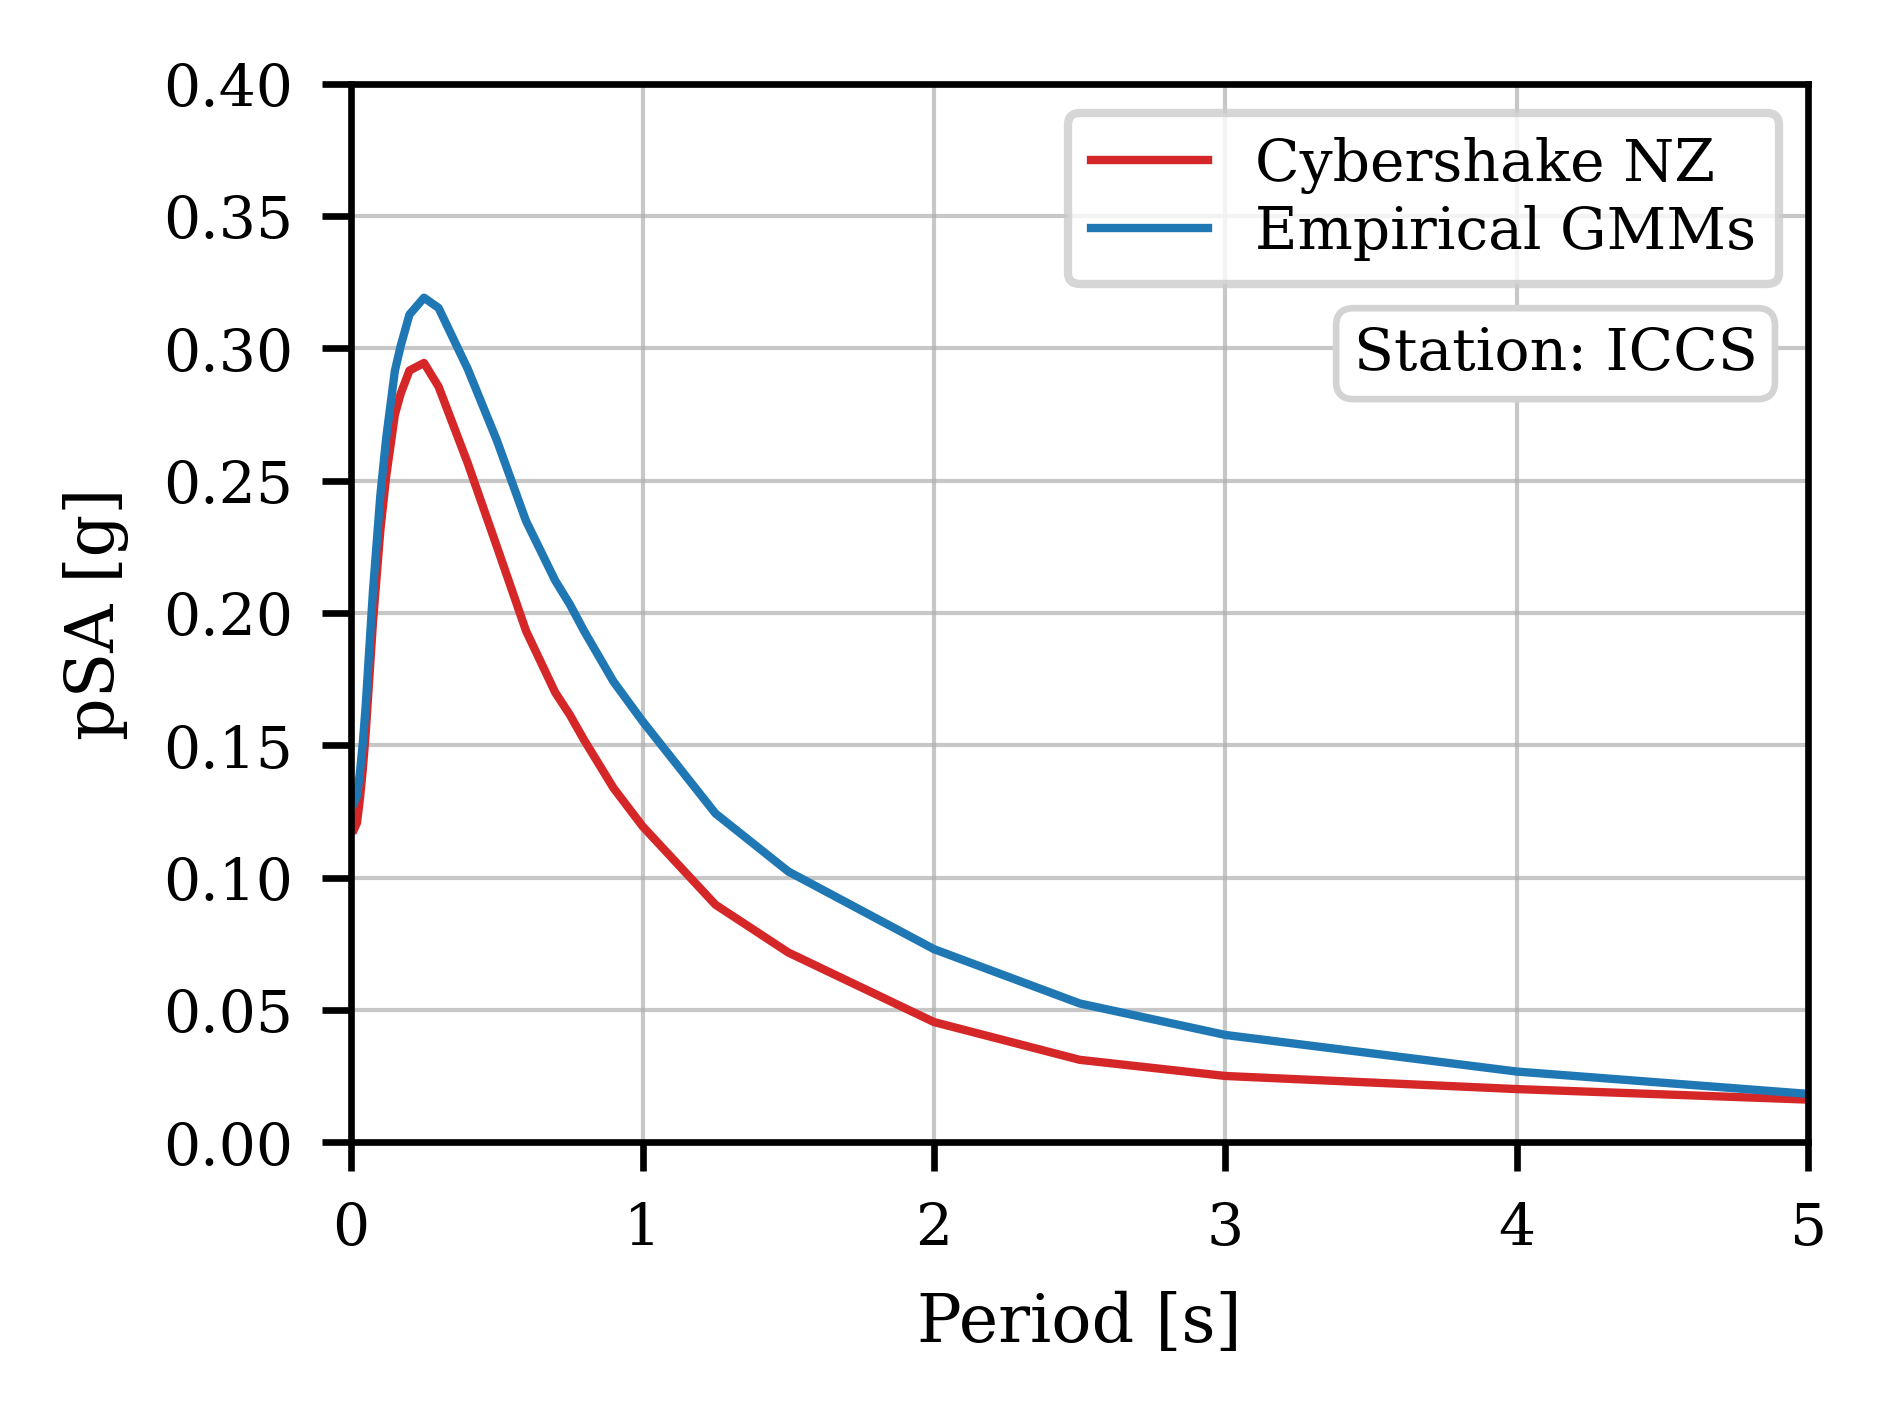 0.40
0.35
0.30
0.25
0.20
0.15
0.10
0.05
0.00
pSA [g]
Cybershake NZ
Empirical GMMs
Station: ICCS
0 1 2 3 4 5
Period [s]